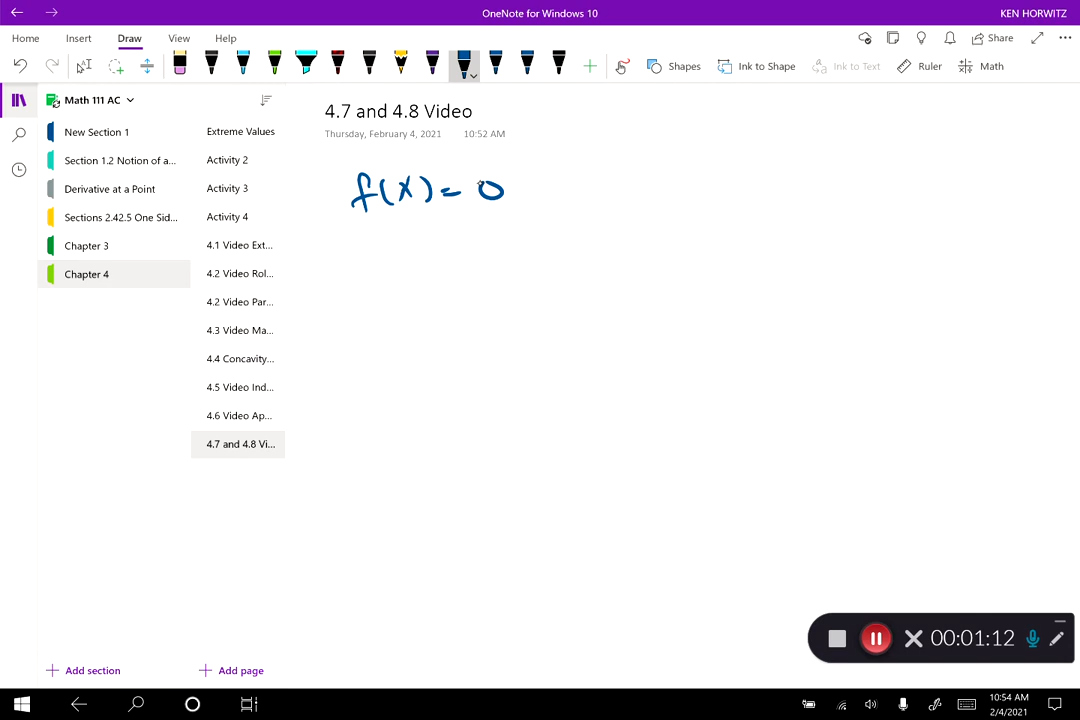 OneNote for Windows 10
KEN HORWITZ
Home Insert Draw View Help
Share
Shapes Ink to Shape Ink to Text Ruler Math
Math 111 AC
New Section 1
Section 1.2 Notion of a...
Derivative at a Point
Sections 2.42.5 One Sid...
Chapter 3
Chapter 4
Extreme Values
Activity 2
Activity 3
Activity 4
4.1 Video Ext...
4.2 Video Rol...
4.2 Video Par...
4.3 Video Ma...
4.4 Concavity...
4.5 Video Ind...
4.6 Video Ap...
4.7 and 4.8 Vi...
4.7 and 4.8 Video
Thursday, February 4, 2021 10:52 AM
f(x) = 0
00:01:12
Add section
Add page
10:54 AM
2/4/2021